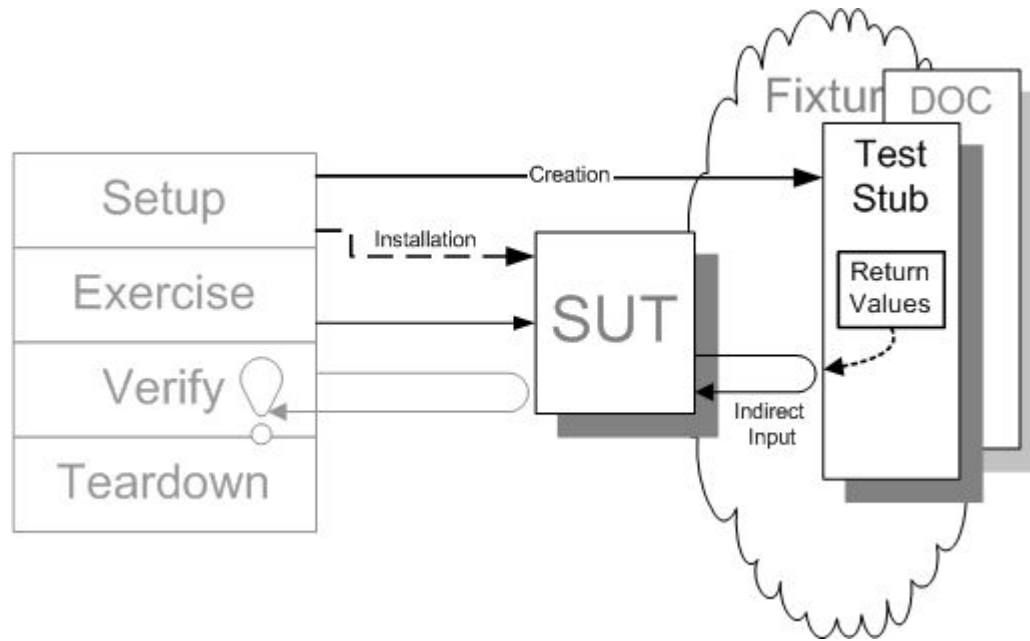 Setup
Exercise
Verify
Teardown
Creation
Installation
SUT
Indirect
Input
Fixtur
DOC
Test
Stub
Return
Values